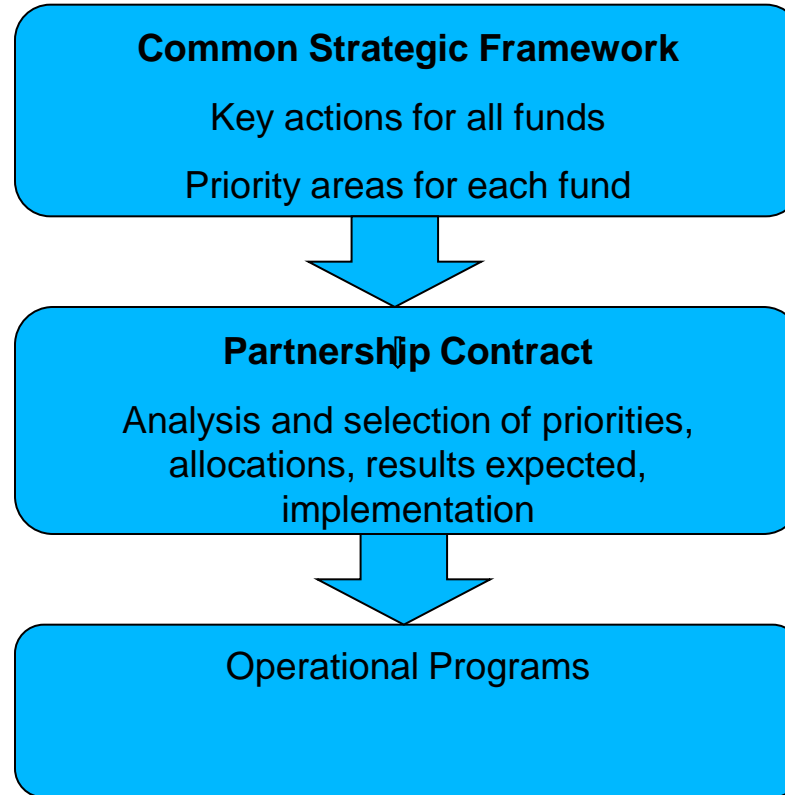 Common Strategic Framework
Key actions for all funds
Priority areas for each fund
Partnership Contract
Analysis and selection of priorities,
allocations, results expected,
implementation
Operational Programs